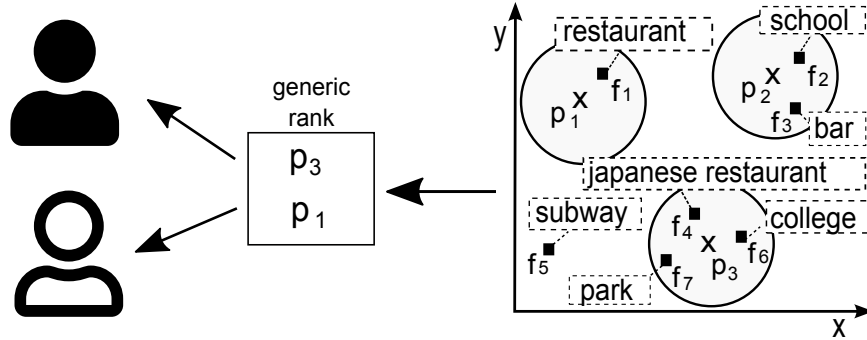 generic
rank
p3
p1
y
restaurant
school
f1
p1
x
p2
x
f2
f3
bar
japanese restaurant
subway
f5
f4
x
p3
f6
college
f7
park
x